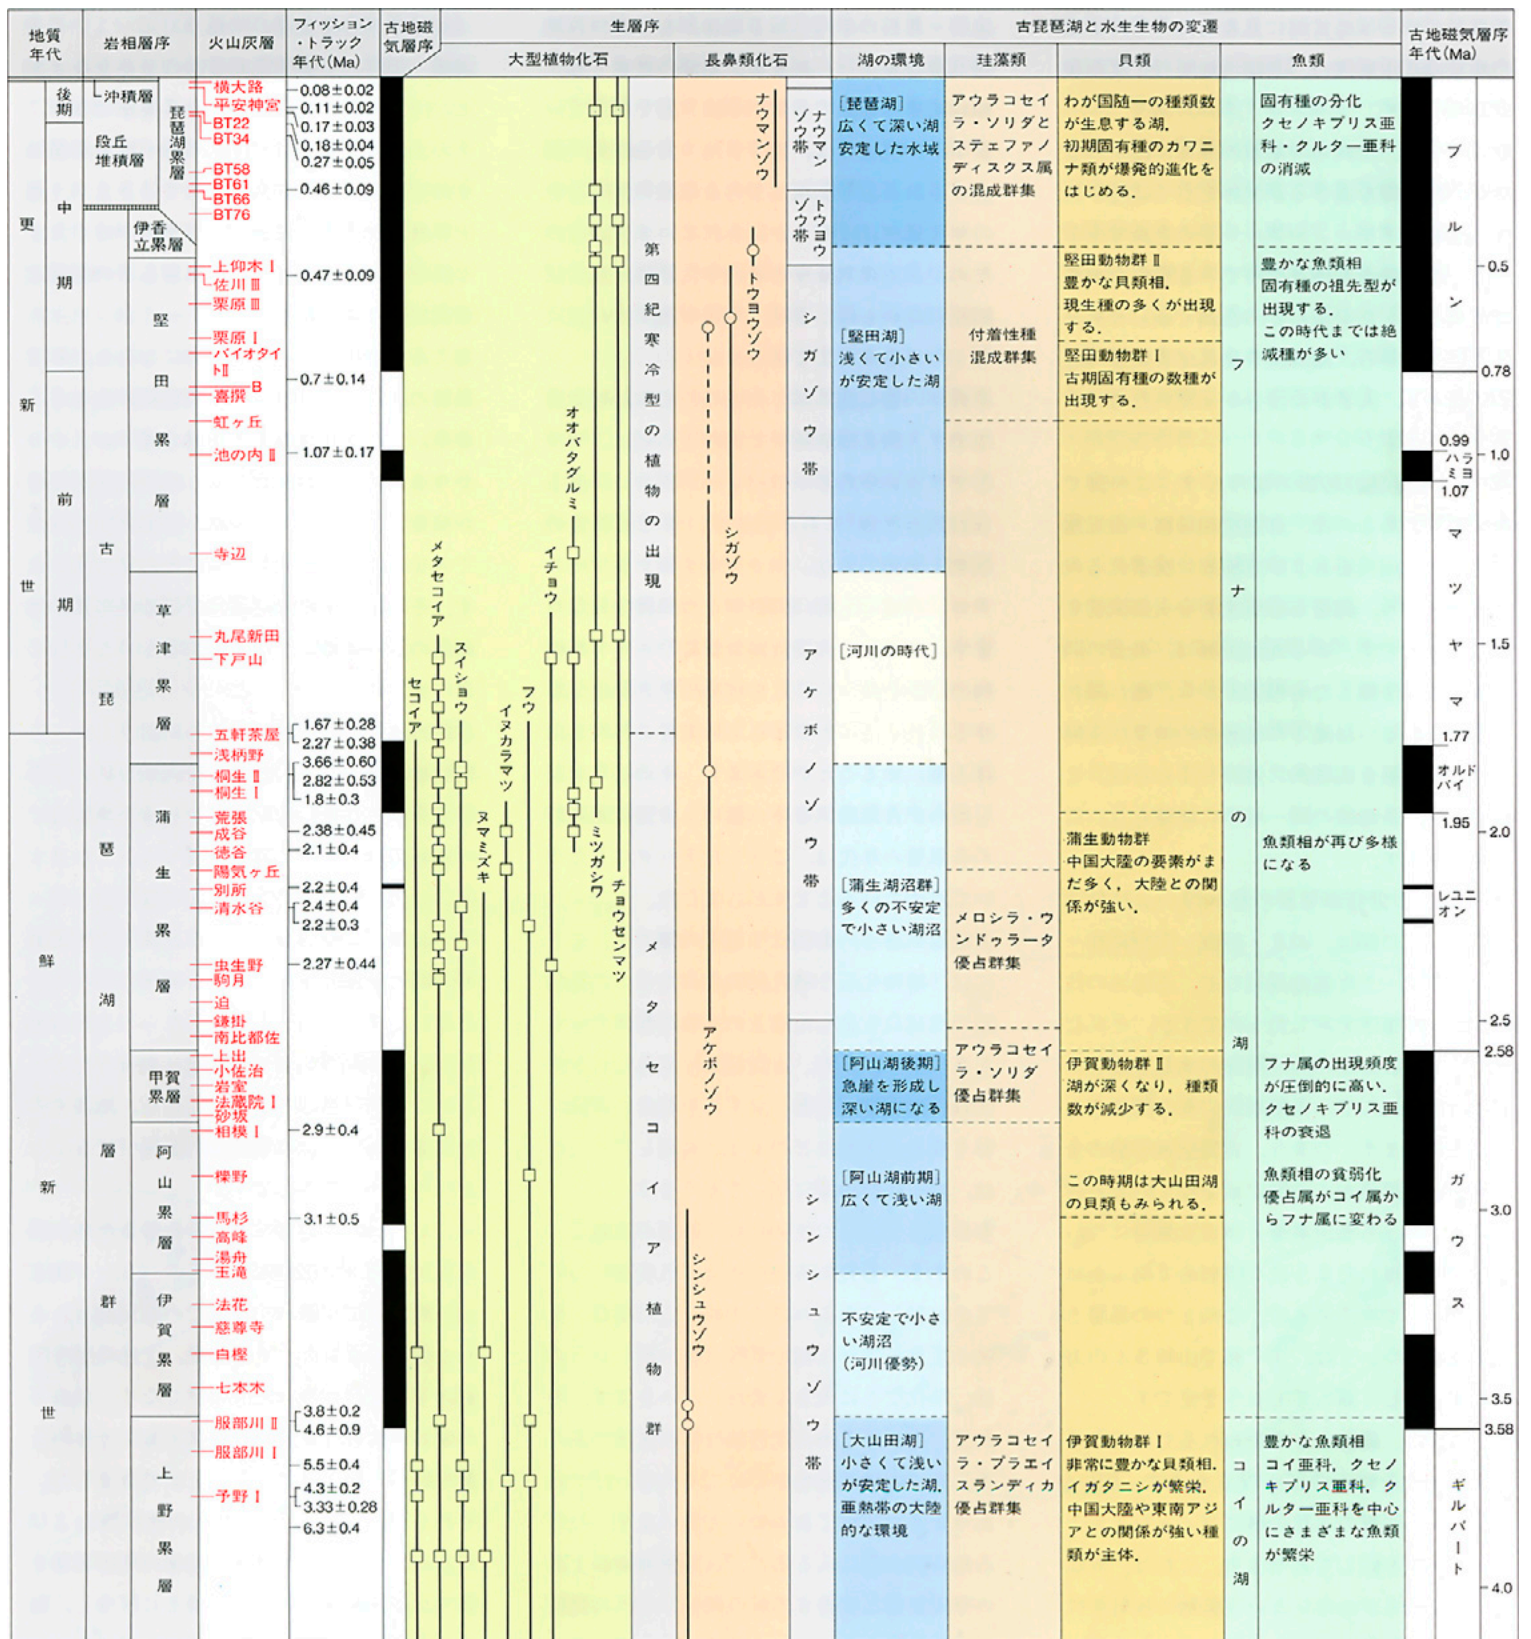 地質
年代
岩相層序
火山灰層
フィッション
・トラック
年代(Ma)
古地磁
気層序
生層序
大型植物化石
長鼻類化石
古琵琶湖と水生生物の変遷
湖の環境
珪藻類
貝類
魚類
古地磁気層序
年代(Ma)
後期
中期
前期
更新世
鮮新世
沖積層
段丘
堆積層
琵琶湖累層
伊香
立累層
堅田累層
草津累層
蒲生累層
甲賀
累層
阿山累層
伊賀累層
上野累層
古琵琶湖層群
横大路
平安神宮
BT22
BT34
BT58
BT61
BT66
BT76
上仰木Ⅰ
佐川Ⅲ
栗原Ⅲ
栗原Ⅰ
バイオタイ
トⅡ
B
喜撰
虹ヶ丘
池の内Ⅱ
寺辺
丸尾新田
下戸山
五軒茶屋
浅柄野
桐生Ⅱ
桐生Ⅰ
荒張
成谷
徳谷
陽気ヶ丘
別所
清水谷
虫生野
駒月
迫
鎌掛
南比都佐
上出
小佐治
岩室
法蔵院Ⅰ
砂坂
相模Ⅰ
櫟野
馬杉
高峰
湯舟
玉滝
法花
慈尊寺
白樫
七本木
服部川Ⅱ
服部川Ⅰ
予野Ⅰ
0.08±0.02
0.11±0.02
0.17±0.03
0.18±0.04
0.27±0.05
0.46±0.09
0.47±0.09
0.7±0.14
1.07±0.17
1.67±0.28
2.27±0.38
3.66±0.60
2.82±0.53
1.8±0.3
2.38±0.45
2.1±0.4
2.2±0.4
2.4±0.4
2.2±0.3
2.27±0.44
2.9±0.4
3.1±0.5
3.8±0.2
4.6±0.9
5.5±0.4
4.3±0.2
3.33±0.28
6.3±0.4
セコイア
メタセコイア
スイショウ
ヌマミズキ
イヌカラマツ
フウ
イチョウ
オオバタグルミ
ミツガシワ
チョウセンマツ
第四紀寒冷型の植物の出現
メタセコイア植物群
ナウマンゾウ
トウヨウゾウ
シガゾウ
アケボノゾウ
シンシュウゾウ
ナウマン
ゾウ帯
トウヨウ
ゾウ帯
シガゾウ帯
アケボノゾウ帯
シンシュウゾウ帯
[琵琶湖]
広くて深い湖
安定した水域
[堅田湖]
浅くて小さい
が安定した湖
[河川の時代]
[蒲生湖沼群]
多くの不安定
で小さい湖沼
[阿山湖後期]
急崖を形成し
深い湖になる
[阿山湖前期]
広くて浅い湖
不安定で小さ
い湖沼
(河川優勢)
[大山田湖]
小さくて浅い
が安定した湖.
亜熱帯の大陸
的な環境
アウラコセイ
ラ・ソリダと
ステェファノ
ディスクス属
の混成群集
付着性種
混成群集
メロシラ・ウ
ンドゥラータ
優占群集
アウラコセイ
ラ・ソリダ
優占群集
アウラコセイ
ラ・プラエイ
スランディカ
優占群集
わが国随一の種類数
が生息する湖.
初期固有種のカワニ
ナ類が爆発的進化を
はじめる.
堅田動物群Ⅱ
豊かな貝類相.
現生種の多くが出現
する.
堅田動物群Ⅰ
古期固有種の数種が
出現する.
蒲生動物群
中国大陸の要素がま
だ多く，大陸との関
係が強い.
伊賀動物群Ⅱ
湖が深くなり，種類
数が減少する.
この時期は大山田湖
の貝類もみられる.
伊賀動物群Ⅰ
非常に豊かな貝類相.
イガタニシが繁栄.
中国大陸や東南アジ
アとの関係が強い種
類が主体.
フナの湖
コイの湖
固有種の分化
クセノキプリス亜
科・クルター亜科
の消滅
豊かな魚類相
固有種の祖先型が
出現する.
この時代までは絶
滅種が多い
魚類相が再び多様
になる
フナ属の出現頻度
が圧倒的に高い.
クセノキプリス亜
科の衰退
魚類相の貧弱化
優占属がコイ属か
らフナ属に変わる
豊かな魚類相
コイ亜科，クセノ
キプリス亜科，ク
ルター亜科を中心
にさまざまな魚類
が繁栄
ブルン
マツヤマ
ガウス
ギルバート
0.99
ハラ
ミヨ
1.07
1.77
オルド
バイ
1.95
レユニ
オン
0.5
0.78
1.0
1.5
2.0
2.5
2.58
3.0
3.5
3.58
4.0